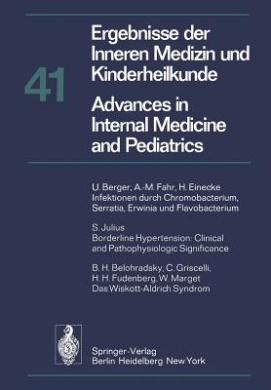 Ergebnisse der
Inneren Medizin und
Kinderheilkunde
41
Advances in
Internal Medicine
and Pediatrics
U. Berger, A.-M. Fahr, H. Einecke
Infektionen durch Chromobacterium,
Serratia, Erwinia und Flavobacterium
S. Julius
Borderline Hypertension: Clinical
and Pathophysiologic Significance
B. H. Belohradsky, C. Griscelli,
H. H. Fudenberg, W. Marget
Das Wiskott-Aldrich Syndrom
Springer-Verlag
Berlin Heidelberg New York